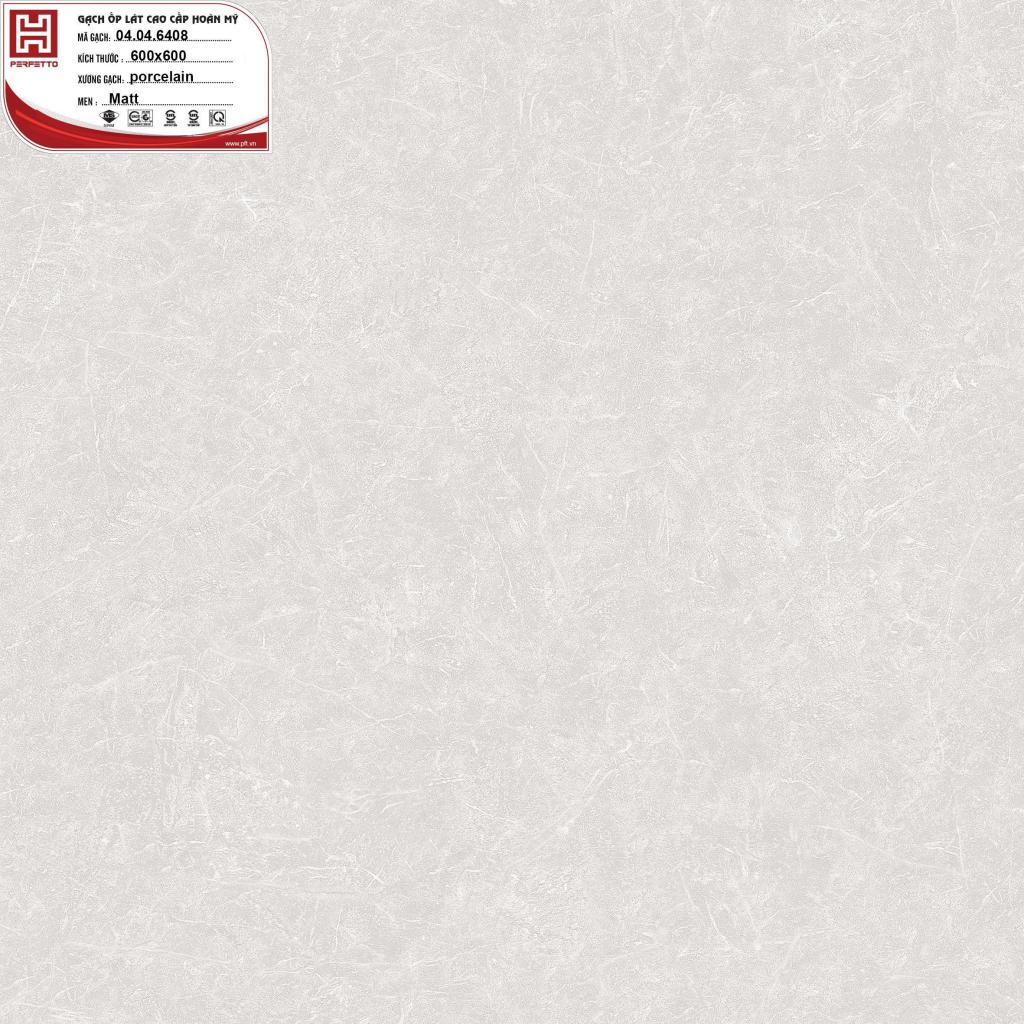 GẠCH ỐP LÁT CAO CẤP HOÀN MỸ
PERFETTO
MÃ GẠCH: 04.04.6408
KÍCH THƯỚC : 600x600
XƯƠNG GẠCH: porcelain
MEN : Matt
www.pft.vn